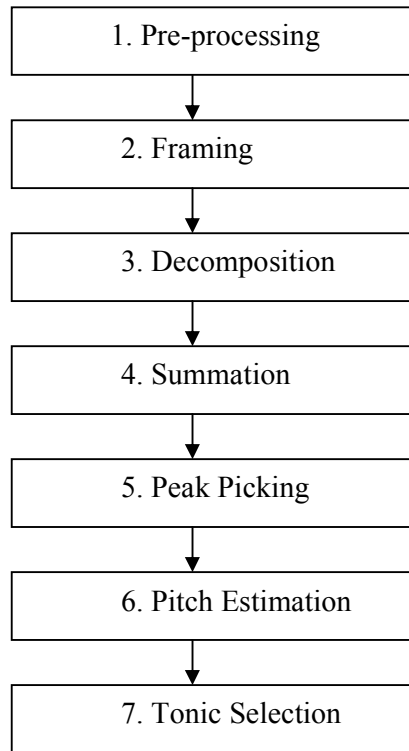 1. Pre-processing
2. Framing
3. Decomposition
4. Summation
5. Peak Picking
6. Pitch Estimation
7. Tonic Selection